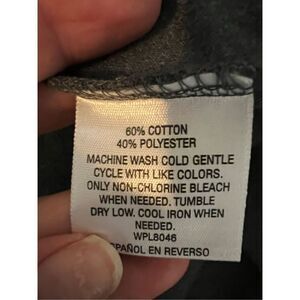 60% COTTON
40% POLYESTER
MACHINE WASH COLD GENTLE
CYCLE WITH LIKE COLORS.
ONLY NON-CHLORINE BLEACH
WHEN NEEDED. TUMBLE
DRY LOW. COOL IRON WHEN
NEEDED.
WPL8046
SPAÑOL EN REVERSO